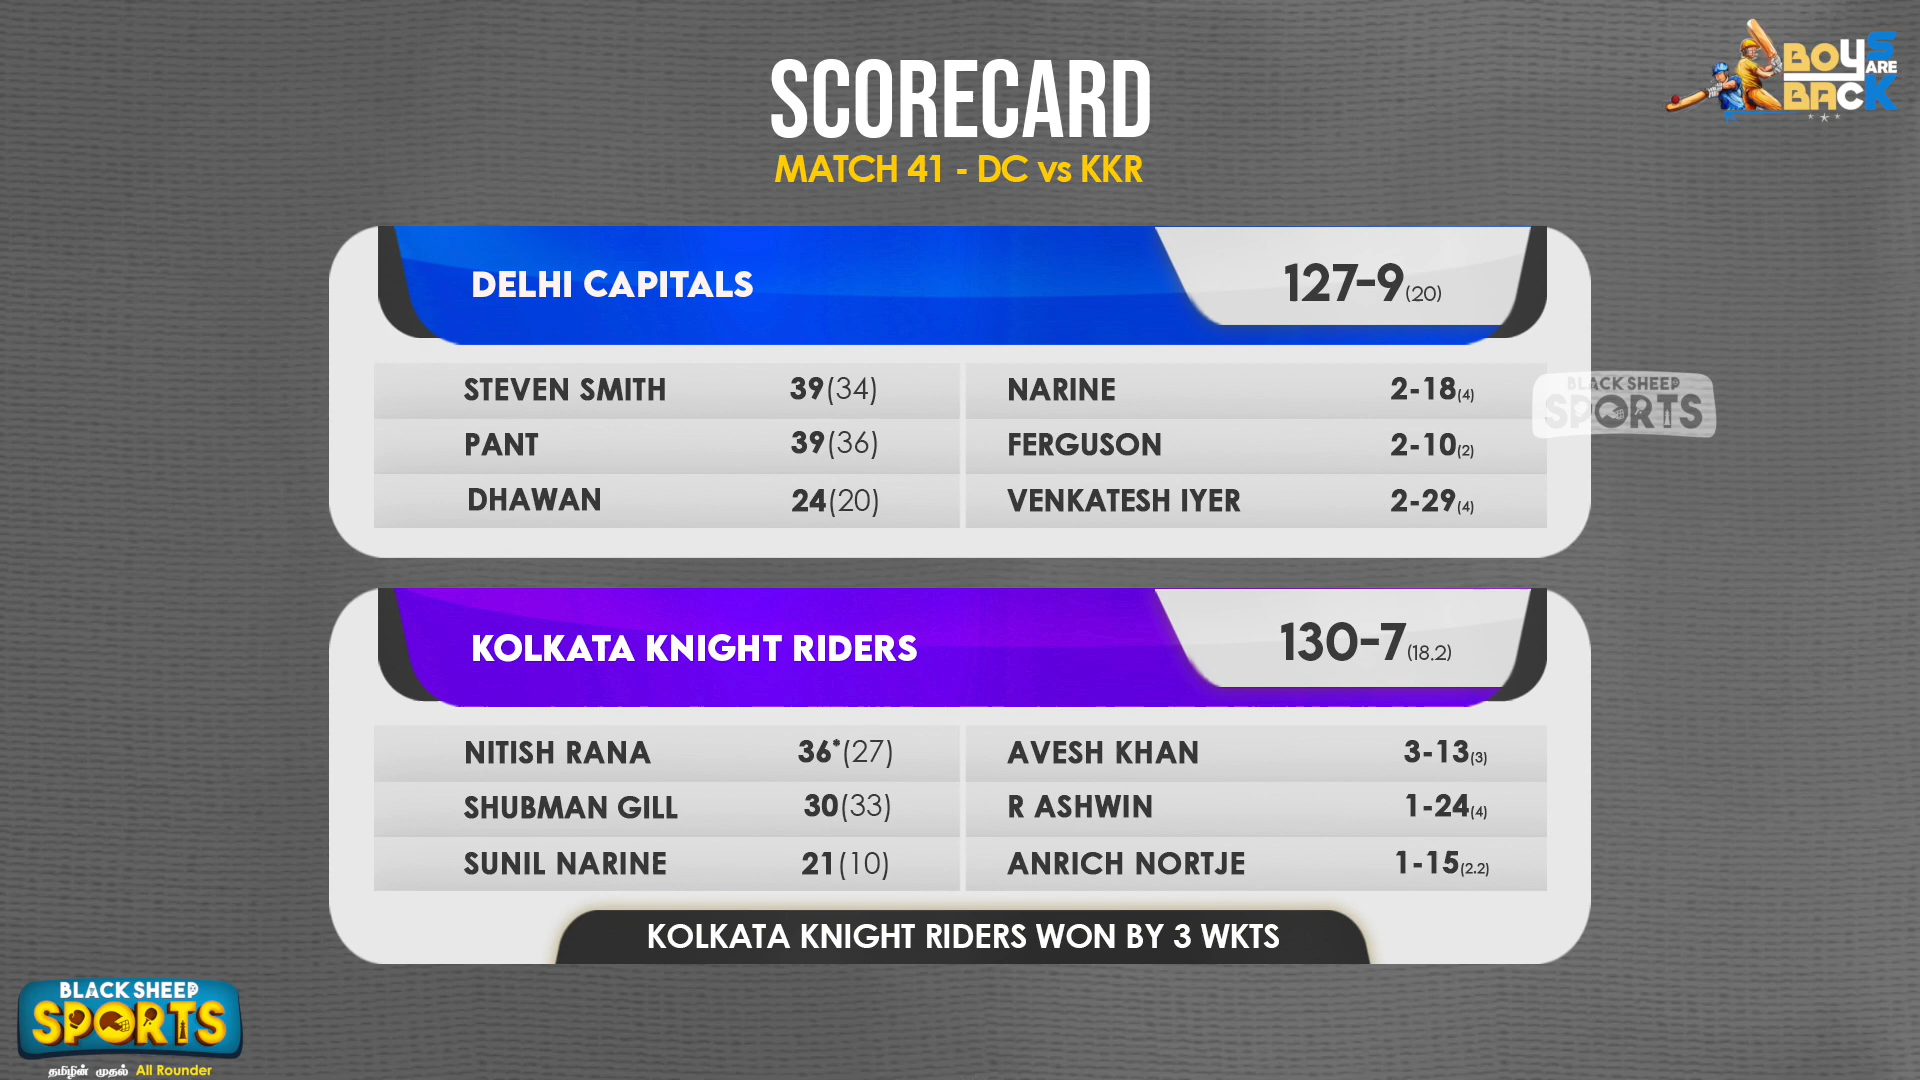 SCORECARD
MATCH 41 - DC vs KKR
BOYS ARE BACK
DELHI CAPITALS 127-9(20)
STEVEN SMITH 39(34) NARINE 2-18(4)
PANT 39(36) FERGUSON 2-10(2)
DHAWAN 24(20) VENKATESH IYER 2-29(4)
BLACK SHEEP
SPORTS
KOLKATA KNIGHT RIDERS 130-7(18.2)
NITISH RANA 36*(27) AVESH KHAN 3-13(3)
SHUBMAN GILL 30(33) R ASHWIN 1-24(4)
SUNIL NARINE 21(10) ANRICH NORTJE 1-15(2.2)
KOLKATA KNIGHT RIDERS WON BY 3 WKTS
BLACK SHEEP
SPORTS
தமிழின் முதல் All Rounder